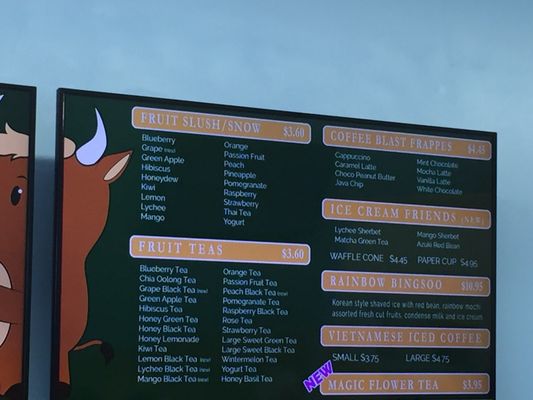 FRUIT SLUSH/SNOW $3.60
Blueberry
Grape (new)
Green Apple
Hibiscus
Honeydew
Kiwi
Lemon
Lychee
Mango
Orange
Passion Fruit
Peach
Pineapple
Pomegranate
Raspberry
Strawberry
Thai Tea
Yogurt
FRUIT TEAS $3.60
Blueberry Tea
Chia Oolong Tea
Grape Black Tea (new)
Green Apple Tea
Hibiscus Tea
Honey Green Tea
Honey Black Tea
Honey Lemonade
Kiwi Tea
Lemon Black Tea (new)
Lychee Black Tea (new)
Mango Black Tea (new)
Orange Tea
Passion Fruit Tea
Peach Black Tea (new)
Pomegranate Tea
Raspberry Black Tea
Rose Tea
Strawberry Tea
Large Sweet Green Tea
Large Sweet Black Tea
Wintermelon Tea
Yogurt Tea
Honey Basil Tea
COFFEE BLAST FRAPPES $4.45
Cappuccino
Caramel Latte
Choco Peanut Butter
Java Chip
Mint Chocolate
Mocha Latte
Vanilla Latte
White Chocolate
ICE CREAM FRIENDS (NEW)
Lychee Sherbet
Matcha Green Tea
Mango Sherbet
Azuki Red Bean
WAFFLE CONE $4.45 PAPER CUP $4.95
RAINBOW BINGSOO $10.95
Korean style shaved ice with red bean, rainbow mochi
assorted fresh cut fruits, condense milk and ice cream
VIETNAMESE ICED COFFEE
SMALL $3.75 LARGE $4.75
NEW
MAGIC FLOWER TEA $3.95